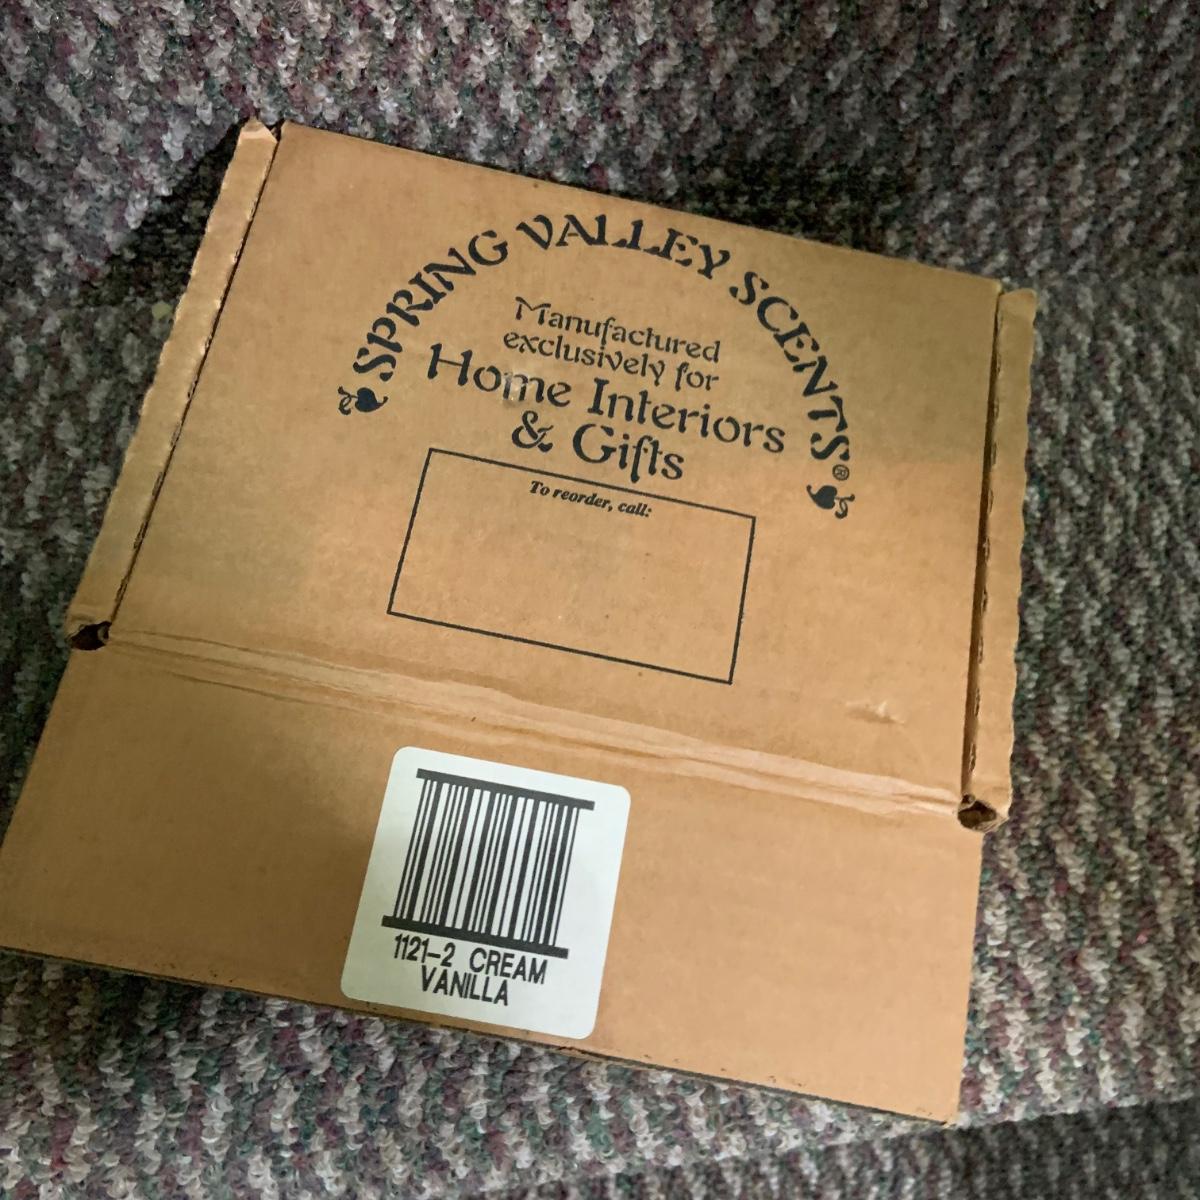 SPRING VALLEY SCENTS®
Manufactured
exclusively for
Home Interiors
& Gifts
To reorder, call:
1121-2 CREAM
VANILLA